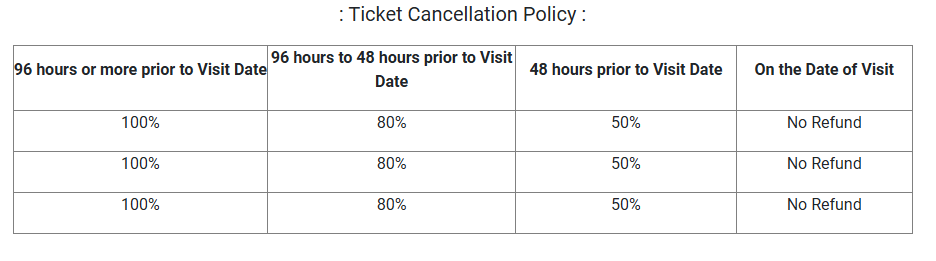 : Ticket Cancellation Policy :
96 hours or more prior to Visit Date 96 hours to 48 hours prior to Visit Date 48 hours prior to Visit Date On the Date of Visit
100% 80% 50% No Refund
100% 80% 50% No Refund
100% 80% 50% No Refund